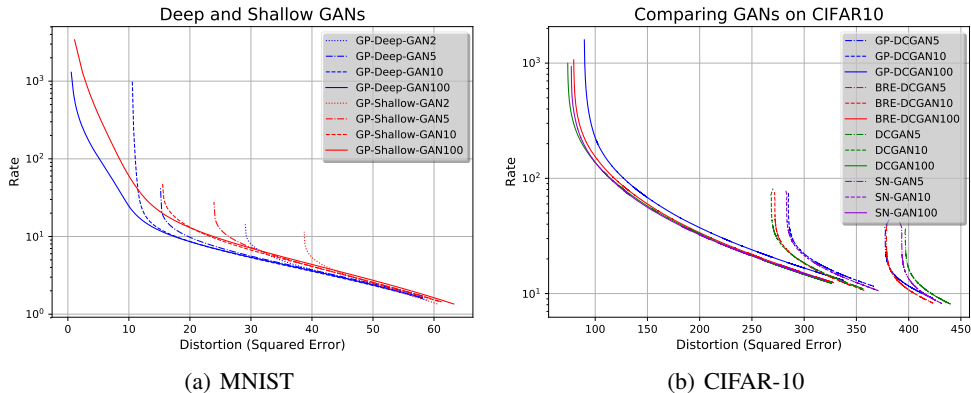 Deep and Shallow GANs
GP-Deep-GAN2
GP-Deep-GAN5
GP-Deep-GAN10
GP-Deep-GAN100
GP-Shallow-GAN2
GP-Shallow-GAN5
GP-Shallow-GAN10
GP-Shallow-GAN100
10³
10²
10¹
10⁰
Rate
0 10 20 30 40 50 60
Distortion (Squared Error)
(a) MNIST
Comparing GANs on CIFAR10
GP-DCGAN5
GP-DCGAN10
GP-DCGAN100
BRE-DCGAN5
BRE-DCGAN10
BRE-DCGAN100
DCGAN5
DCGAN10
DCGAN100
SN-GAN5
SN-GAN10
SN-GAN100
10³
10²
10¹
Rate
100 150 200 250 300 350 400 450
Distortion (Squared Error)
(b) CIFAR-10